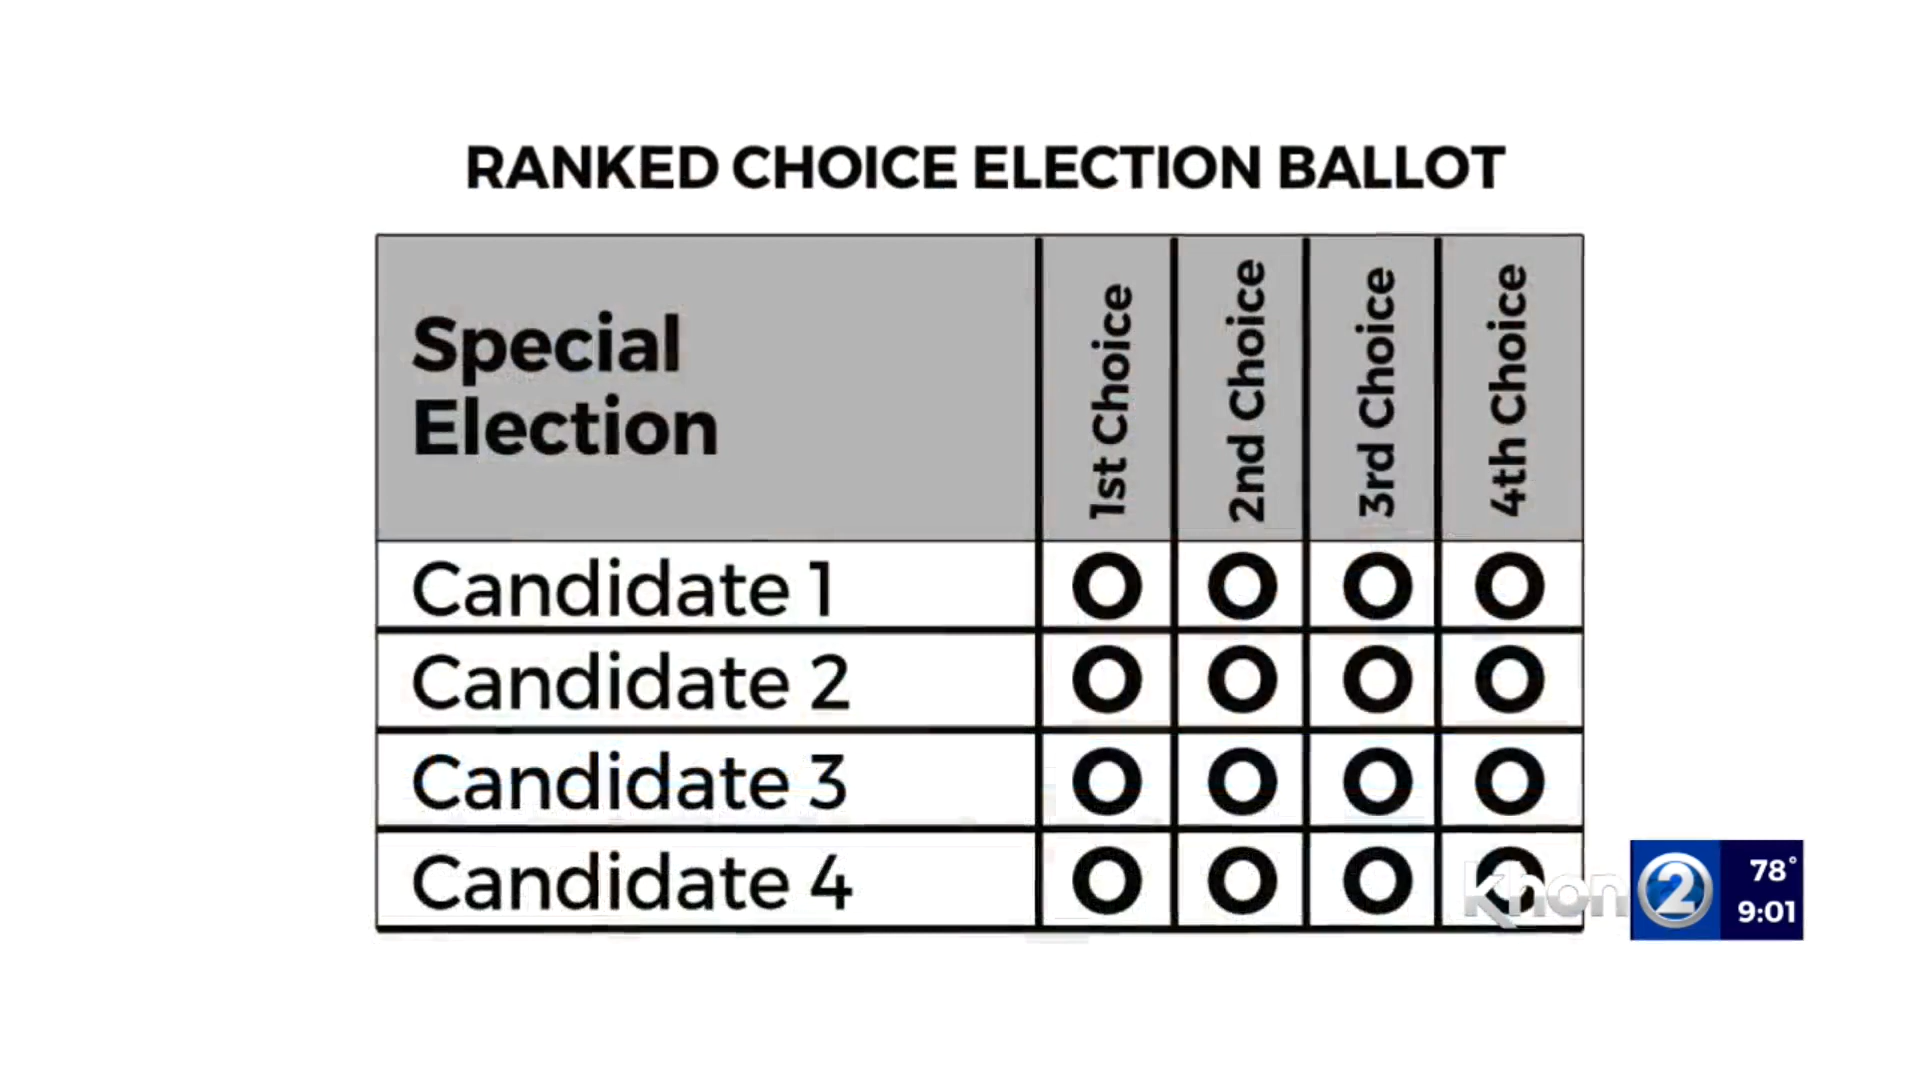 RANKED CHOICE ELECTION BALLOT
Special
Election
1st Choice
2nd Choice
3rd Choice
4th Choice
Candidate 1
Candidate 2
Candidate 3
Candidate 4
khon 2
78°
9:01